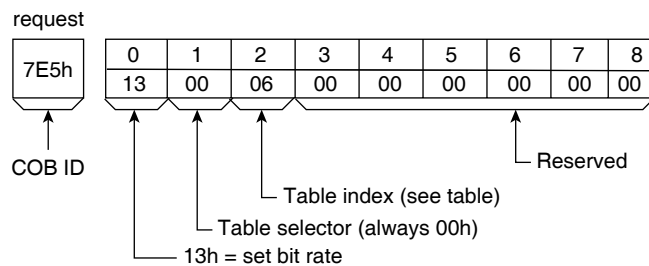 request
7E5h
0 1 2 3 4 5 6 7 8
13 00 06 00 00 00 00 00 00
COB ID
Reserved
Table index (see table)
Table selector (always 00h)
13h = set bit rate